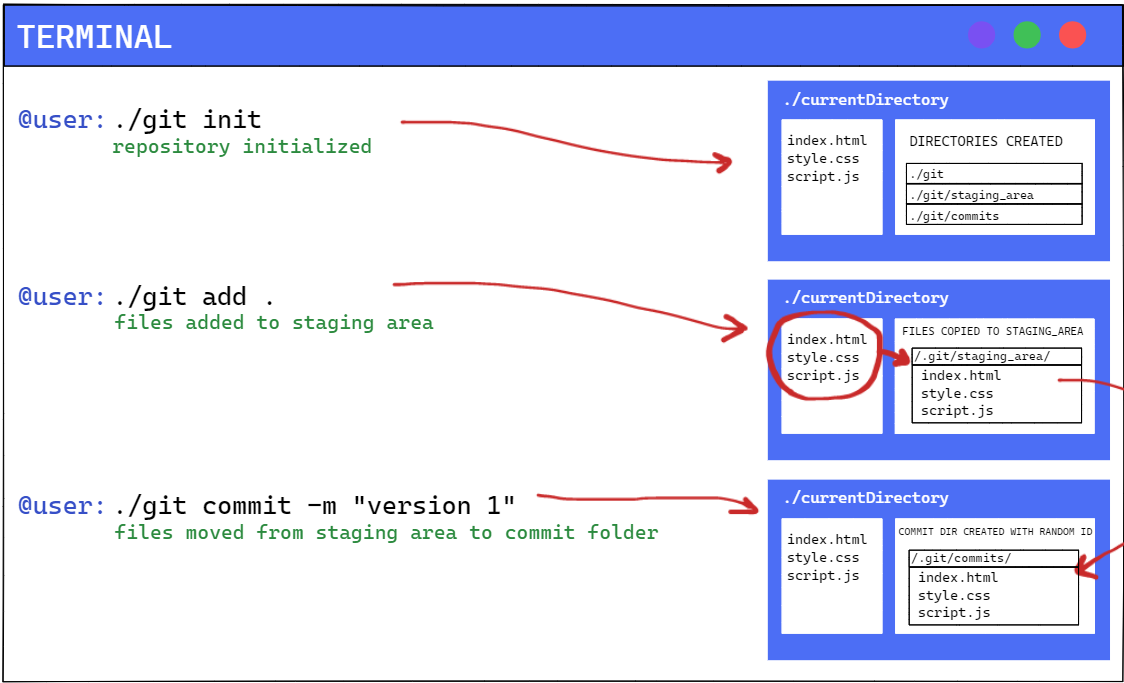 TERMINAL
@user: ./git init
repository initialized
./currentDirectory
index.html
style.css
script.js
DIRECTORIES CREATED
./git
./git/staging_area
./git/commits
@user: ./git add .
files added to staging area
./currentDirectory
index.html
style.css
script.js
FILES COPIED TO STAGING_AREA
/.git/staging_area/
index.html
style.css
script.js
@user: ./git commit -m "version 1"
files moved from staging area to commit folder
./currentDirectory
index.html
style.css
script.js
COMMIT DIR CREATED WITH RANDOM ID
/.git/commits/
index.html
style.css
script.js